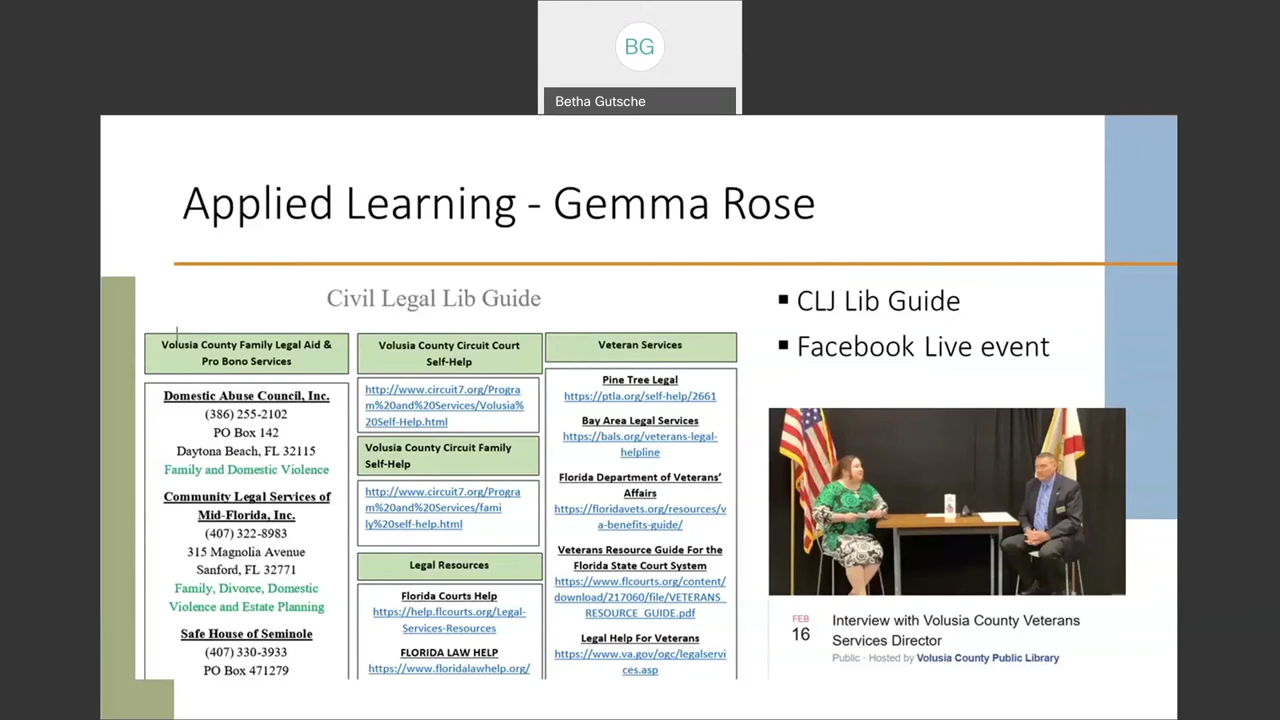 BG
Betha Gutsche
Applied Learning - Gemma Rose
Civil Legal Lib Guide
Volusia County Family Legal Aid &
Pro Bono Services
Domestic Abuse Council, Inc.
(386) 255-2102
PO Box 142
Daytona Beach, FL 32115
Family and Domestic Violence
Community Legal Services of
Mid-Florida, Inc.
(407) 322-8983
315 Magnolia Avenue
Sanford, FL 32771
Family, Divorce, Domestic
Violence and Estate Planning
Safe House of Seminole
(407) 330-3933
PO Box 471279
Volusia County Circuit Court
Self-Help
http://www.circuit7.org/Progra
m%20and%20Services/Volusia%
20Self-Help.html
Volusia County Circuit Family
Self-Help
http://www.circuit7.org/Progra
m%20and%20Services/fami
ly%20self-help.html
Legal Resources
Florida Courts Help
https://help.flcourts.org/Legal-
Services-Resources
FLORIDA LAW HELP
https://www.floridalawhelp.org/
Veteran Services
Pine Tree Legal
https://ptla.org/self-help/2661
Bay Area Legal Services
https://bals.org/veterans-legal-
helpline
Florida Department of Veterans'
Affairs
https://floridavets.org/resources/v
a-benefits-guide/
Veterans Resource Guide For the
Florida State Court System
https://www.flcourts.org/content/
download/217060/file/VETERANS_
RESOURCE_GUIDE.pdf
Legal Help For Veterans
https://www.va.gov/ogc/legalservi
ces.asp
▪ CLJ Lib Guide
▪ Facebook Live event
FEB
16
Interview with Volusia County Veterans
Services Director
Public · Hosted by Volusia County Public Library